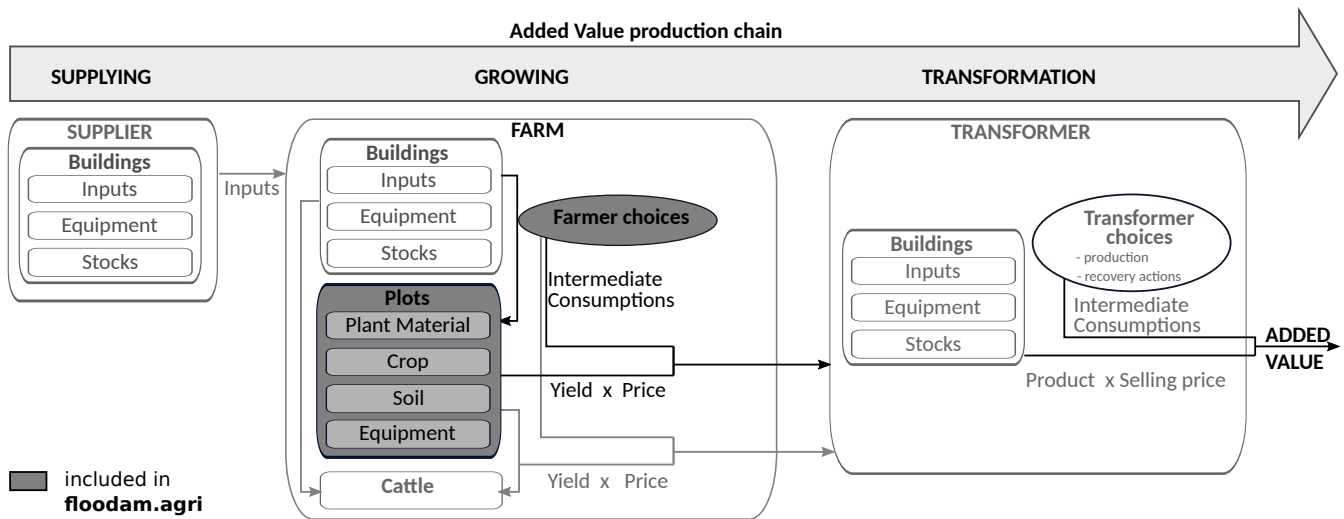 Added Value production chain
SUPPLYING
GROWING
TRANSFORMATION
SUPPLIER
Buildings
Inputs
Equipment
Stocks
Inputs
FARM
Buildings
Inputs
Equipment
Stocks
Farmer choices
Intermediate
Consumptions
Plots
Plant Material
Crop
Soil
Equipment
Yield x Price
Cattle
Yield x Price
TRANSFORMER
Buildings
Inputs
Equipment
Stocks
Transformer
choices
- production
- recovery actions
Intermediate
Consumptions
Product x Selling price
ADDED
VALUE
included in
floodam.agri